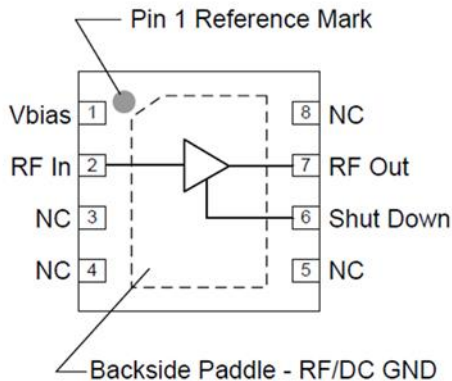 Pin 1 Reference Mark
Vbias 1 8 NC
RF In 2 7 RF Out
NC 3 6 Shut Down
NC 4 5 NC
Backside Paddle - RF/DC GND